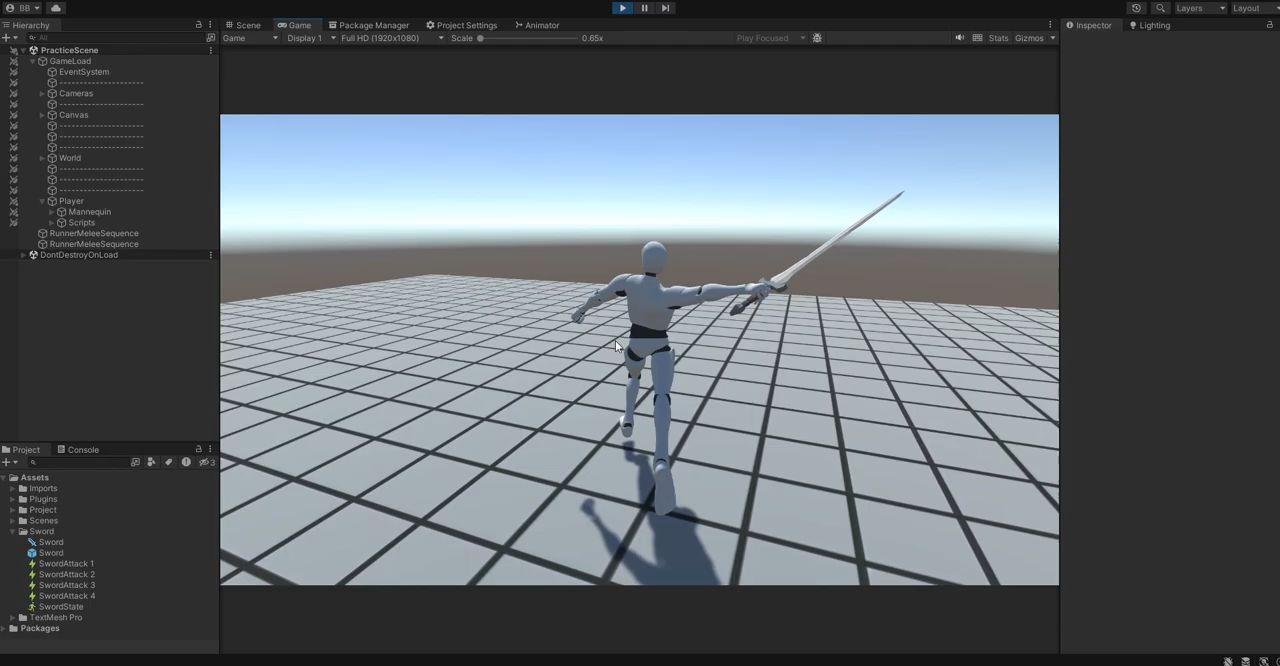 BB
Layers
Layout
Hierarchy
Scene
Game
Package Manager
Project Settings
Animator
Inspector
Lighting
All
Game
Display 1
Full HD (1920x1080)
Scale
0.65x
Play Focused
Stats
Gizmos
PracticeScene
GameLoad
EventSystem
----------------------
Cameras
----------------------
Canvas
----------------------
----------------------
----------------------
World
----------------------
----------------------
----------------------
Player
Mannequin
Scripts
RunnerMeleeSequence
RunnerMeleeSequence
DontDestroyOnLoad
Project
Console
3
Assets
Imports
Plugins
Project
Scenes
Sword
Sword
Sword
SwordAttack 1
SwordAttack 2
SwordAttack 3
SwordAttack 4
SwordState
TextMesh Pro
Packages